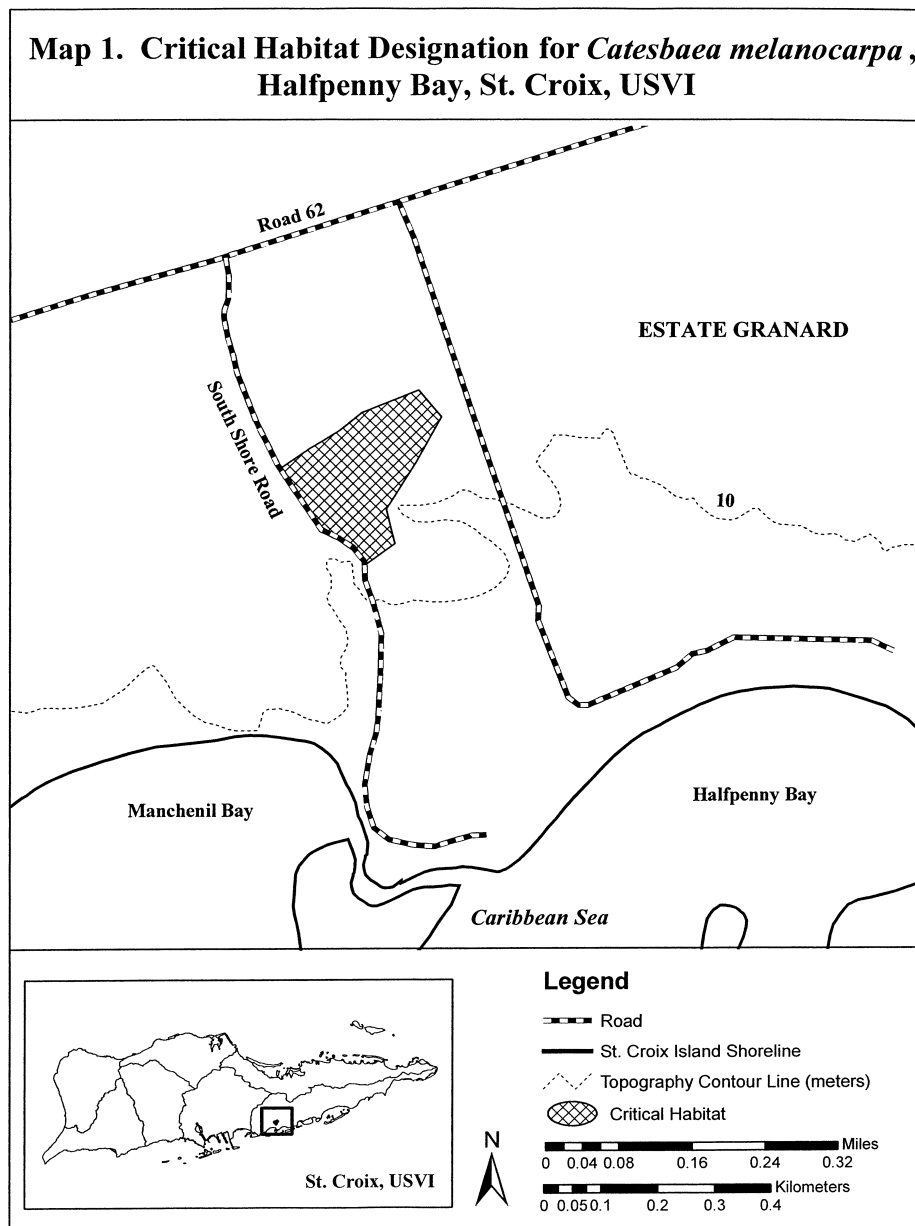 Map 1. Critical Habitat Designation for Catesbaea melanocarpa ,
Halfpenny Bay, St. Croix, USVI
Road 62
ESTATE GRANARD
South Shore Road
10
Manchenil Bay
Halfpenny Bay
Caribbean Sea
St. Croix, USVI
Legend
Road
St. Croix Island Shoreline
Topography Contour Line (meters)
Critical Habitat
N
Miles
0 0.04 0.08 0.16 0.24 0.32
Kilometers
0 0.05 0.1 0.2 0.3 0.4